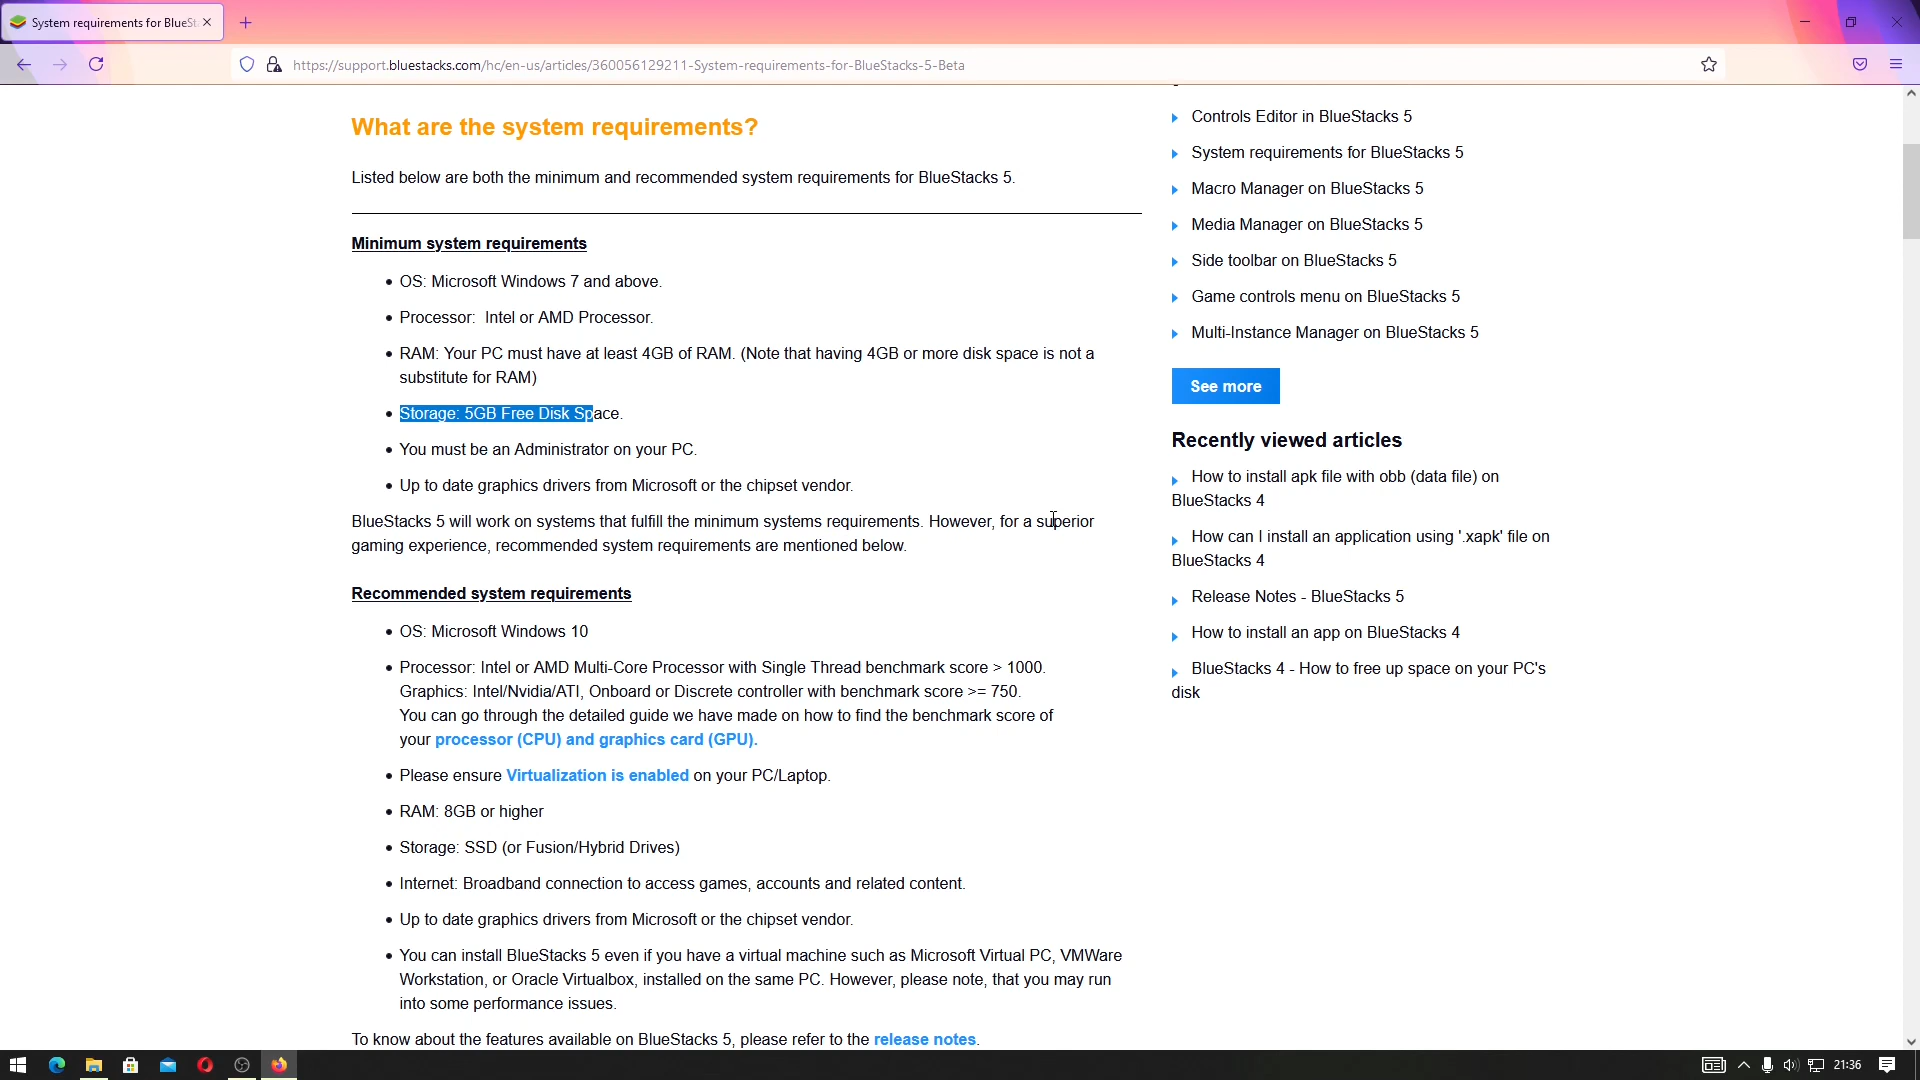 System requirements for BlueSt
https://support.bluestacks.com/hc/en-us/articles/360056129211-System-requirements-for-BlueStacks-5-Beta
What are the system requirements?
Listed below are both the minimum and recommended system requirements for BlueStacks 5.
Minimum system requirements
OS: Microsoft Windows 7 and above.
Processor:  Intel or AMD Processor.
RAM: Your PC must have at least 4GB of RAM. (Note that having 4GB or more disk space is not a
substitute for RAM)
Storage: 5GB Free Disk Space.
You must be an Administrator on your PC.
Up to date graphics drivers from Microsoft or the chipset vendor.
BlueStacks 5 will work on systems that fulfill the minimum systems requirements. However, for a superior
gaming experience, recommended system requirements are mentioned below.
Recommended system requirements
OS: Microsoft Windows 10
Processor: Intel or AMD Multi-Core Processor with Single Thread benchmark score > 1000.
Graphics: Intel/Nvidia/ATI, Onboard or Discrete controller with benchmark score >= 750.
You can go through the detailed guide we have made on how to find the benchmark score of
your processor (CPU) and graphics card (GPU).
Please ensure Virtualization is enabled on your PC/Laptop.
RAM: 8GB or higher
Storage: SSD (or Fusion/Hybrid Drives)
Internet: Broadband connection to access games, accounts and related content.
Up to date graphics drivers from Microsoft or the chipset vendor.
You can install BlueStacks 5 even if you have a virtual machine such as Microsoft Virtual PC, VMWare
Workstation, or Oracle Virtualbox, installed on the same PC. However, please note, that you may run
into some performance issues.
To know about the features available on BlueStacks 5, please refer to the release notes.
Controls Editor in BlueStacks 5
System requirements for BlueStacks 5
Macro Manager on BlueStacks 5
Media Manager on BlueStacks 5
Side toolbar on BlueStacks 5
Game controls menu on BlueStacks 5
Multi-Instance Manager on BlueStacks 5
See more
Recently viewed articles
How to install apk file with obb (data file) on
BlueStacks 4
How can I install an application using '.xapk' file on
BlueStacks 4
Release Notes - BlueStacks 5
How to install an app on BlueStacks 4
BlueStacks 4 - How to free up space on your PC's
disk
21:36